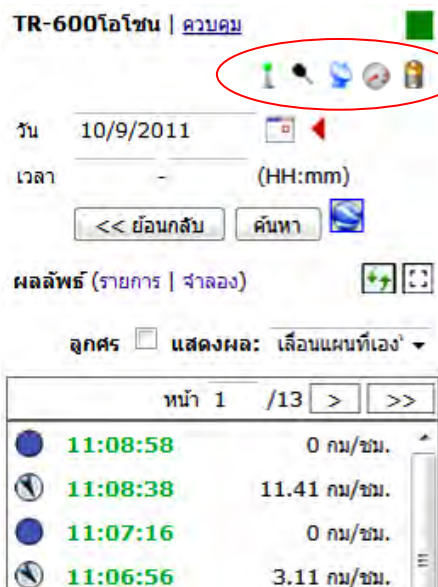 TR-600โอโซน | ควบคุม
วัน 10/9/2011
เวลา - (HH:mm)
<< ย้อนกลับ ค้นหา
ผลลัพธ์ (รายการ | จำลอง)
ลูกศร แสดงผล: เลื่อนแผนที่เอง
หน้า 1 /13 > >>
11:08:58 0 กม/ชม.
11:08:38 11.41 กม/ชม.
11:07:16 0 กม/ชม.
11:06:56 3.11 กม/ชม.